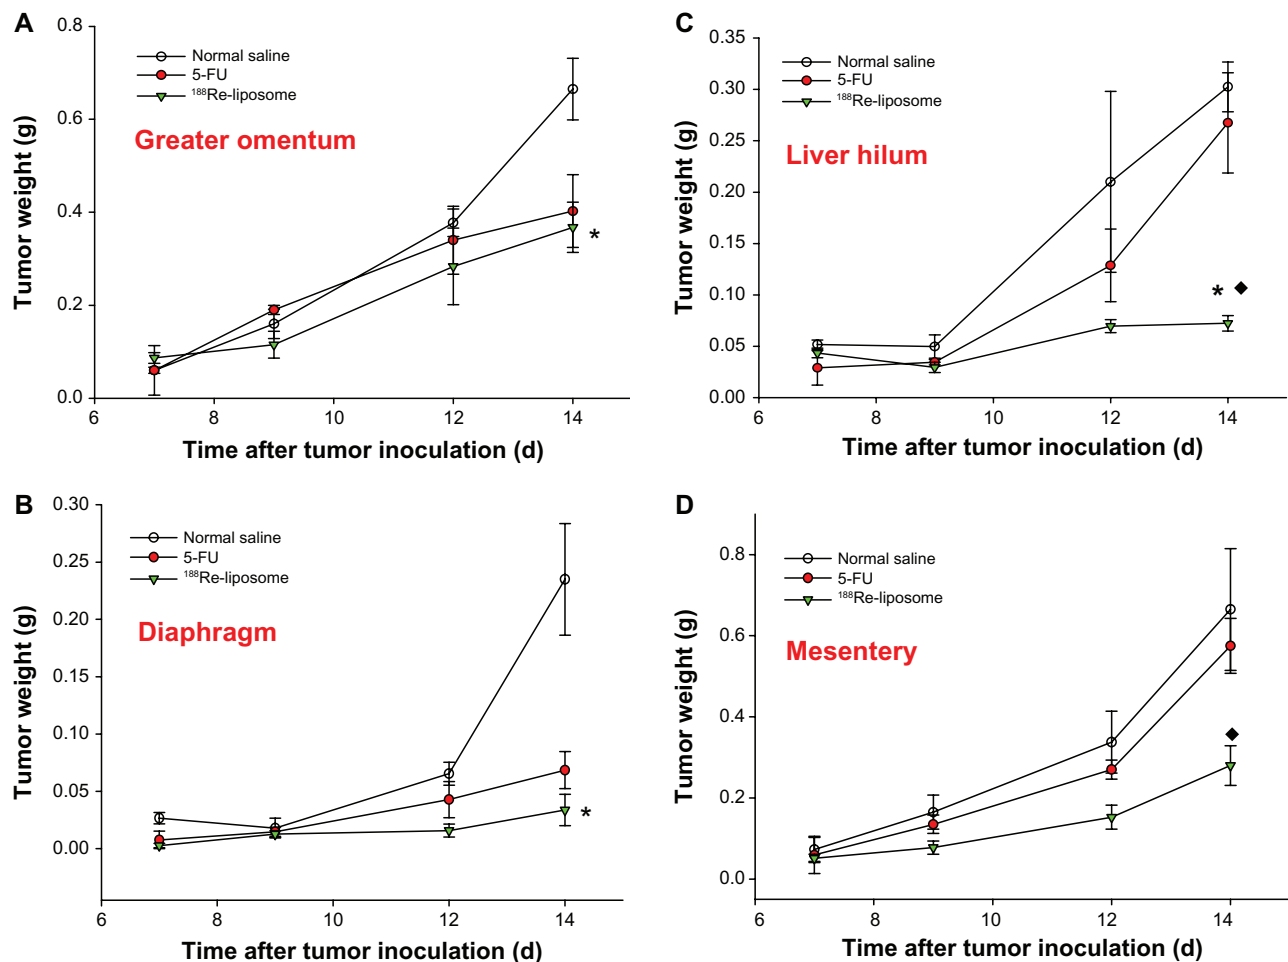 A
0.8
0.6
0.4
0.2
0.0
Tumor weight (g)
Normal saline
5-FU
188Re-liposome
Greater omentum
*
6 8 10 12 14
Time after tumor inoculation (d)
B
0.30
0.25
0.20
0.15
0.10
0.05
0.00
Tumor weight (g)
Normal saline
5-FU
188Re-liposome
Diaphragm
*
6 8 10 12 14
Time after tumor inoculation (d)
C
0.35
0.30
0.25
0.20
0.15
0.10
0.05
0.00
Tumor weight (g)
Normal saline
5-FU
188Re-liposome
Liver hilum
* ◆
6 8 10 12 14
Time after tumor inoculation (d)
D
0.8
0.6
0.4
0.2
0.0
Tumor weight (g)
Normal saline
5-FU
188Re-liposome
Mesentery
◆
6 8 10 12 14
Time after tumor inoculation (d)